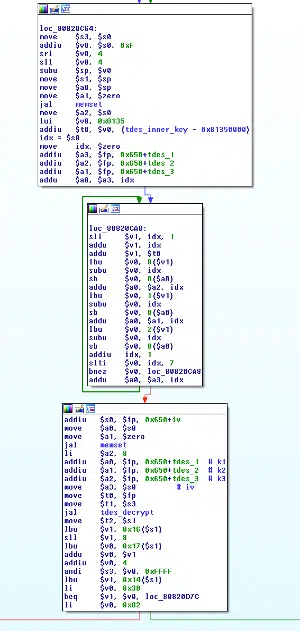 loc_80820C64:
move $s3, $s0
addiu $v0, $s0, 0xF
srl $v0, 4
sll $v0, 4
subu $sp, $v0
move $s1, $sp
move $a0, $sp
move $a1, $zero
jal memset
move $a2, $s0
lui $v0, 0x8135
addiu $t0, $v0, (tdes_inner_key - 0x81350000)
idx = $s0
move idx, $zero
addiu $a3, $fp, 0x650+tdes_1
addiu $a2, $fp, 0x650+tdes_2
addiu $a1, $fp, 0x650+tdes_3
addu $a0, $a3, idx
loc_80820CA8:
sll $v1, idx, 1
addu $v1, idx
addu $v1, $t0
lbu $v0, 0($v1)
subu $v0, idx
sb $v0, 0($a0)
addu $a0, $a2, idx
lbu $v0, 1($v1)
subu $v0, idx
sb $v0, 0($a0)
addu $a0, $a1, idx
lbu $v0, 2($v1)
subu $v0, idx
sb $v0, 0($a0)
addiu idx, 1
slti $v0, idx, 7
bnez $v0, loc_80820CA8
addu $a0, $a3, idx
addiu $s0, $fp, 0x650+iv
move $a0, $s0
move $a1, $zero
jal memset
li $a2, 8
addiu $a0, $fp, 0x650+tdes_1 # k1
addiu $a1, $fp, 0x650+tdes_2 # k2
addiu $a2, $fp, 0x650+tdes_3 # k3
move $a3, $s0 # iv
move $t0, $fp
move $t1, $s3
jal tdes_decrypt
move $t2, $s1
lbu $v1, 0x16($s1)
sll $v1, 8
lbu $v0, 0x17($s1)
addu $v0, $v1
addiu $v0, 4
andi $s3, $v0, 0xFFFF
lbu $v1, 0x14($s1)
li $v0, 0x30
beq $v1, $v0, loc_80820D7C
li $v0, 0x82